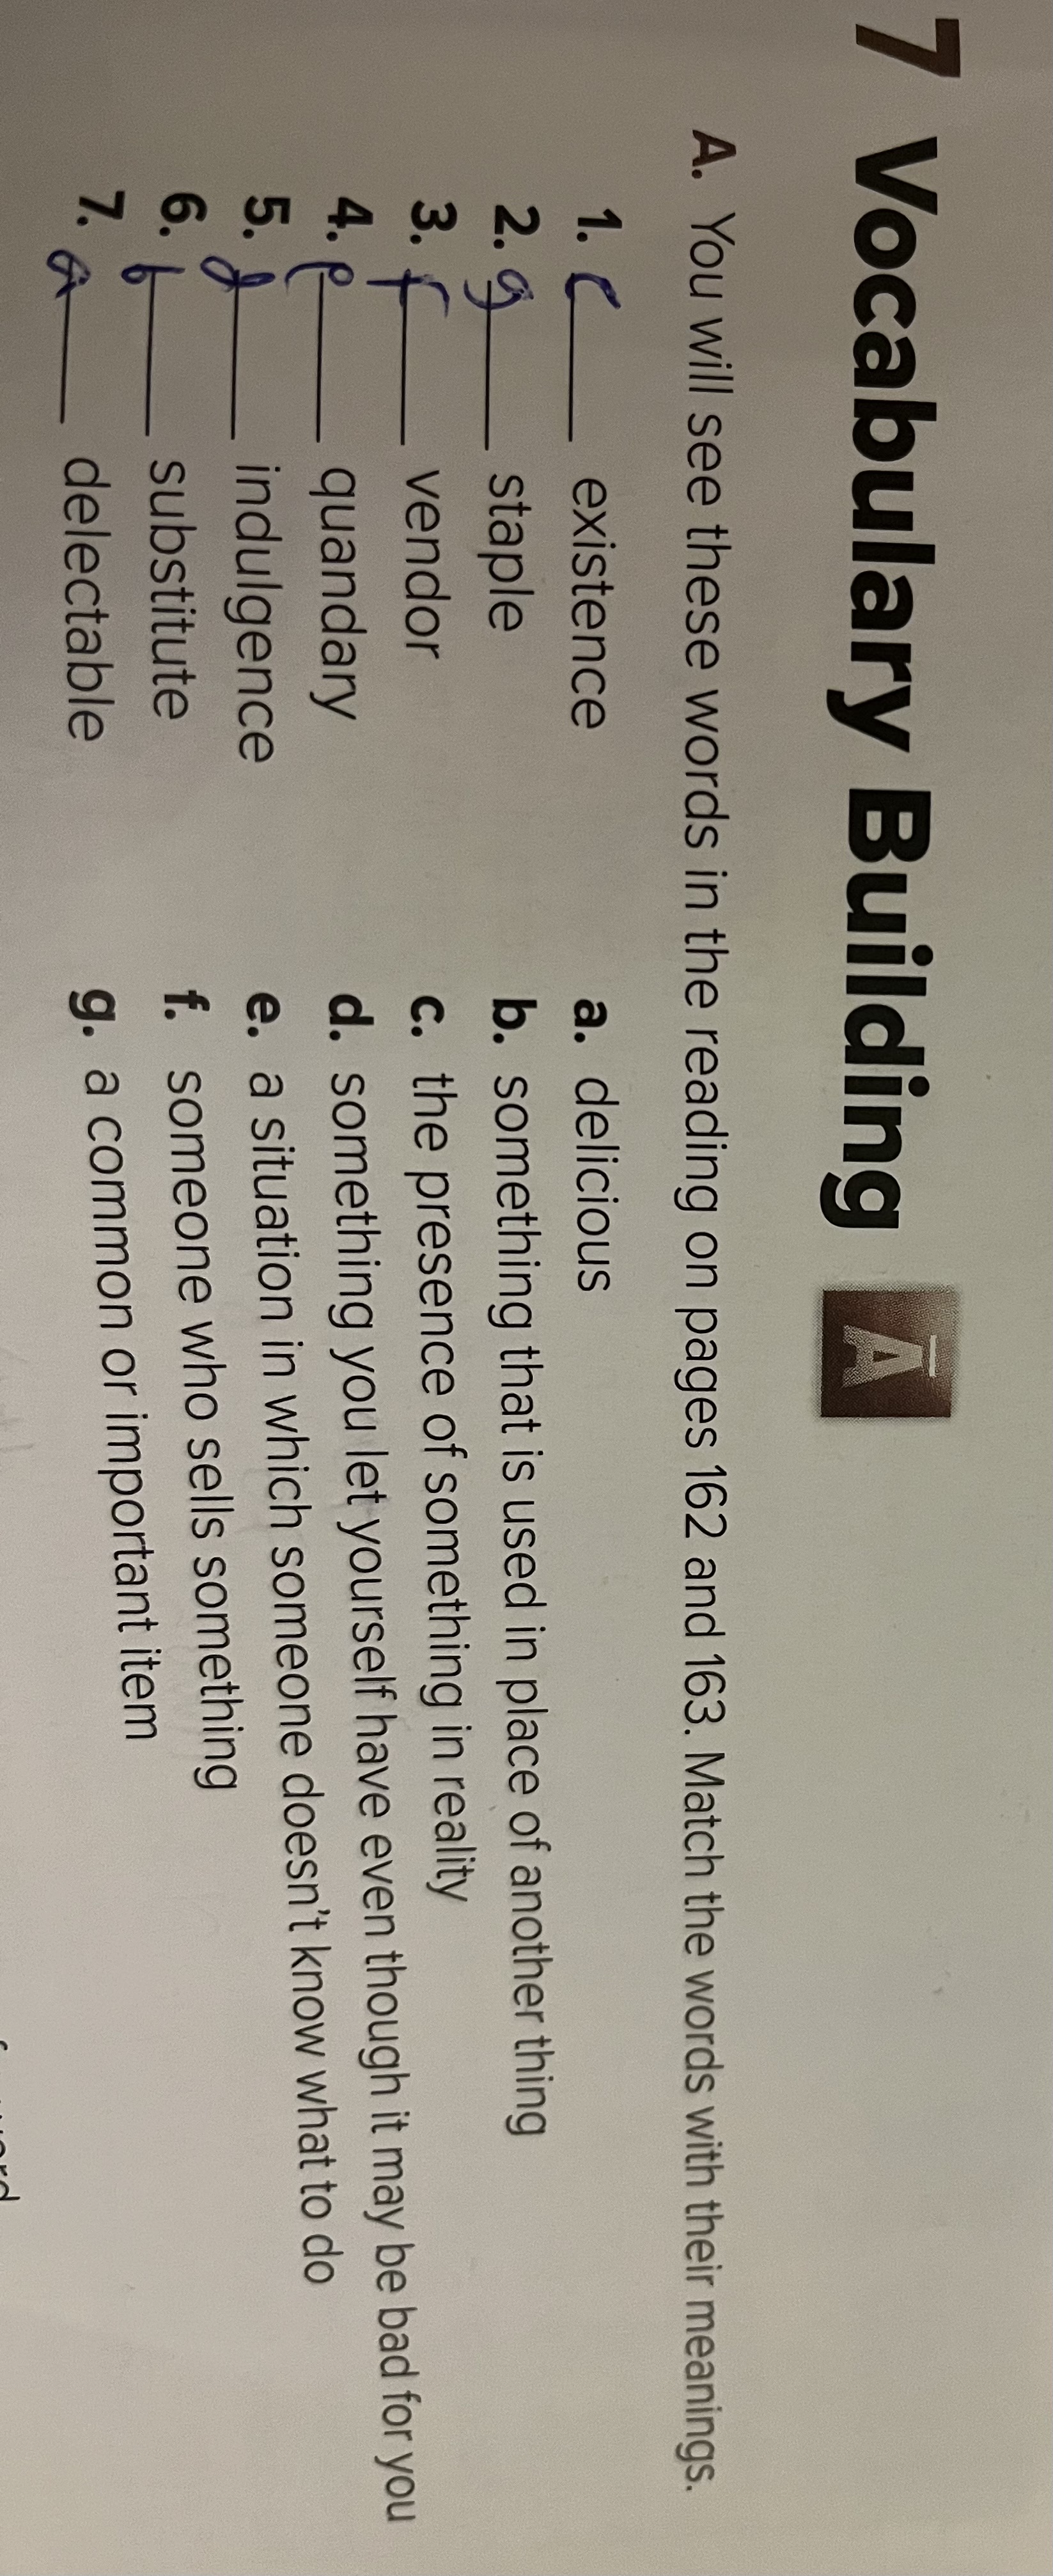 7 Vocabulary Building A
A. You will see these words in the reading on pages 162 and 163. Match the words with their meanings.
1. c existence
2. g staple
3. f vendor
4. e quandary
5. d indulgence
6. b substitute
7. a delectable
a. delicious
b. something that is used in place of another thing
c. the presence of something in reality
d. something you let yourself have even though it may be bad for you
e. a situation in which someone doesn't know what to do
f. someone who sells something
g. a common or important item